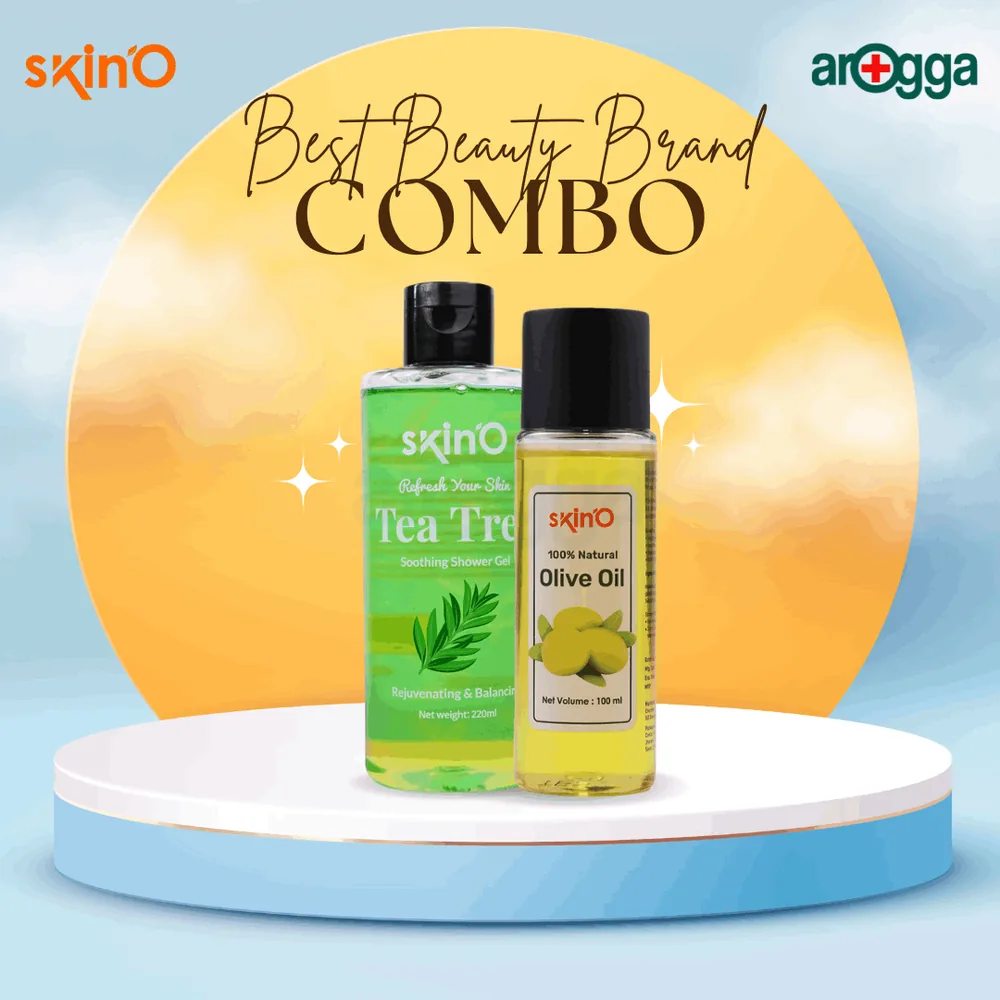 skin'O
arogga
Best Beauty Brand
COMBO
skin'O
Refresh Your Skin
Tea Tre
Soothing Shower Gel
Rejuvenating & Balancin
Net weight: 220ml
skin'O
100% Natural
Olive Oil
Net Volume : 100 ml